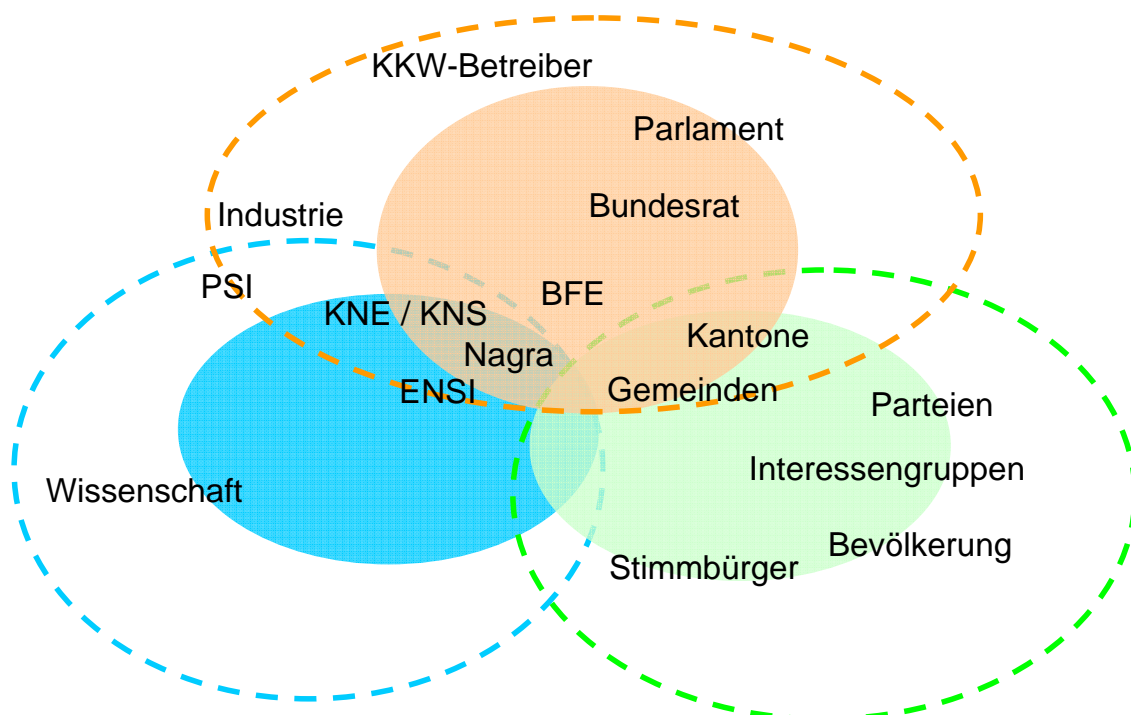 KKW-Betreiber
Parlament
Bundesrat
Industrie
PSI
BFE
KNE / KNS
Kantone
Nagra
ENSI
Gemeinden
Parteien
Interessengruppen
Wissenschaft
Bevölkerung
Stimmbürger